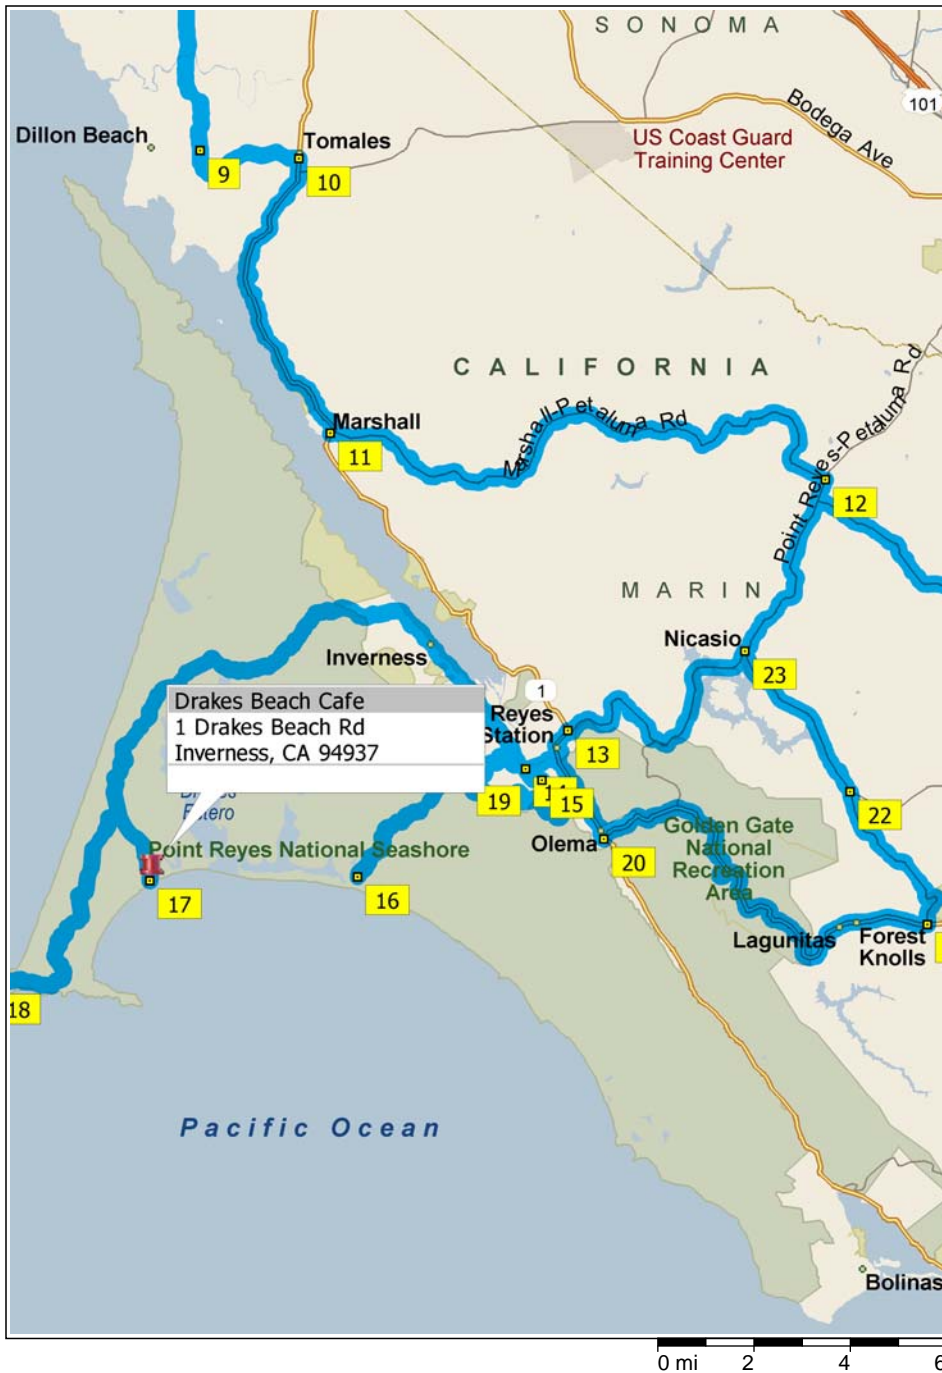 SONOMA
101
Bodega Ave
Dillon Beach
Tomales
US Coast Guard
Training Center
9
10
CALIFORNIA
Point Reyes-Petaluma Rd
Marshall-Petaluma Rd
Marshall
11
12
MARIN
Nicasio
Inverness
23
1
Drakes Beach Cafe
1 Drakes Beach Rd
Inverness, CA 94937
Reyes
Station
13
19
15
22
Estero
Golden Gate
National
Recreation
Area
Olema
20
Point Reyes National Seashore
17
16
Lagunitas
Forest
Knolls
18
Pacific Ocean
Bolinas
0 mi
2
4
6